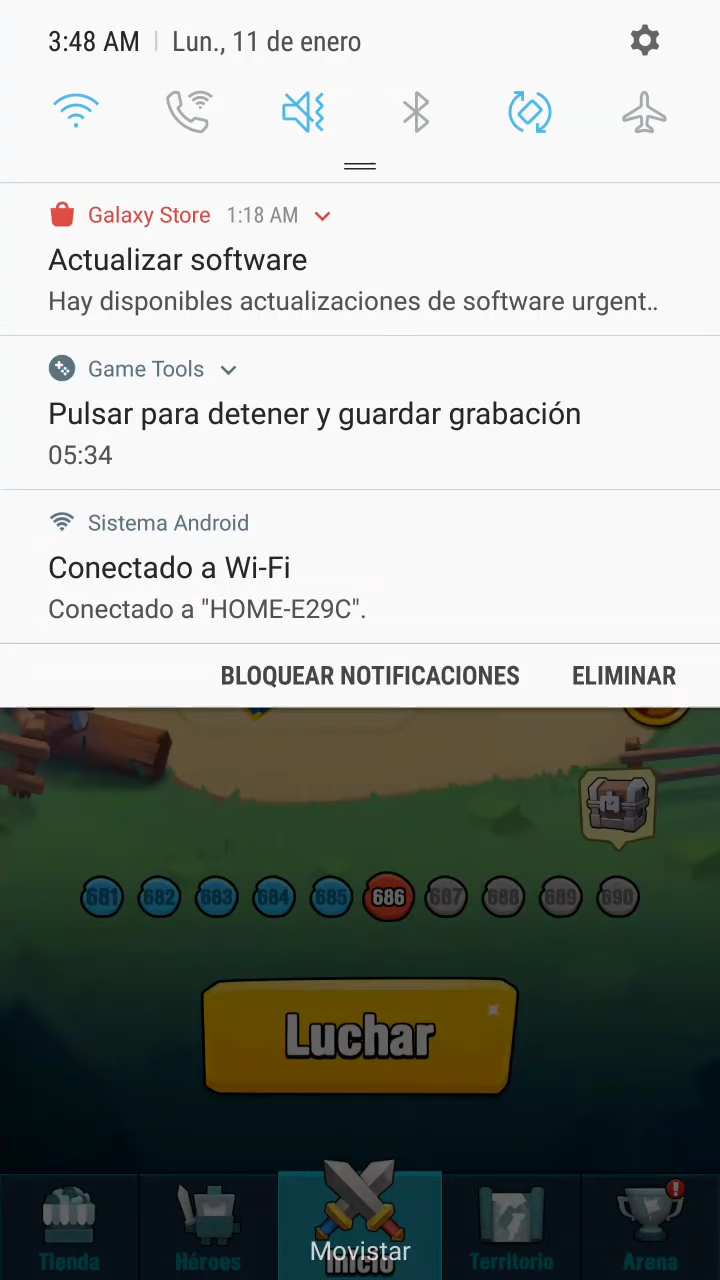 3:48 AM | Lun., 11 de enero
Galaxy Store 1:18 AM
Actualizar software
Hay disponibles actualizaciones de software urgent..
Game Tools
Pulsar para detener y guardar grabación
05:34
Sistema Android
Conectado a Wi-Fi
Conectado a "HOME-E29C".
BLOQUEAR NOTIFICACIONES ELIMINAR
681 682 683 684 685 686 687 688 689 690
Luchar
Movistar
Tienda Héroes Inicio Territorio Arena